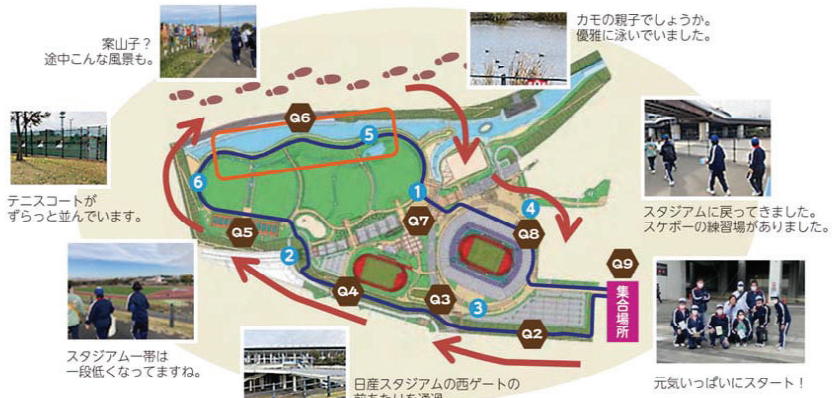 案山子？
途中こんな風景も。
カモの親子でしょうか。
優雅に泳いでいました。
テニスコートが
ずらっと並んでいます。
スタジアムに戻ってきました。
スケボーの練習場がありました。
スタジアム一帯は
一段低くなってますね。
日産スタジアムの西ゲートの
前あたりを通過
元気いっぱいにスタート！
集合場所
Q6
5
6
1
Q7
4
Q8
Q5
2
Q9
Q4
Q3
3
Q2